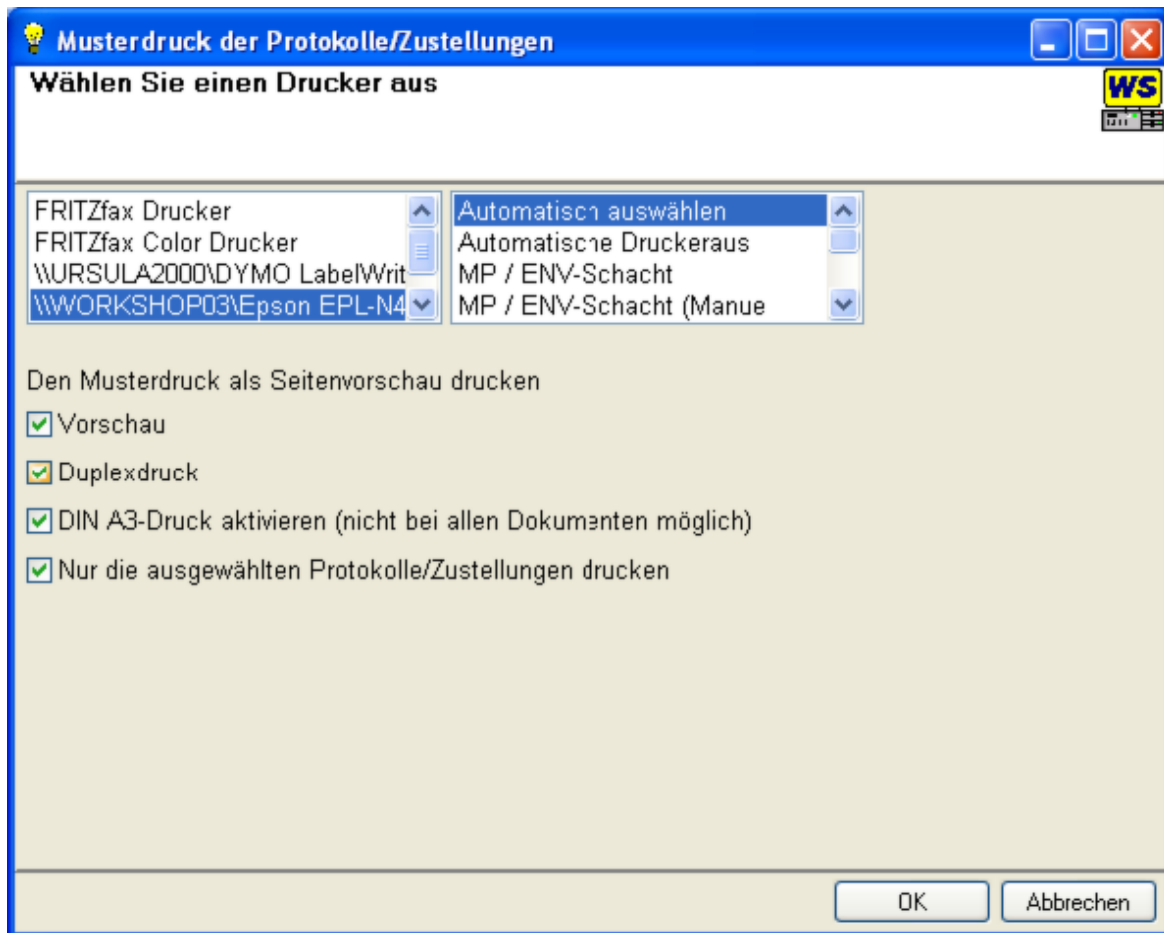 Musterdruck der Protokolle/Zustellungen
Wählen Sie einen Drucker aus
WS
FRITZfax Drucker
FRITZfax Color Drucker
\\URSULA2000\DYMO LabelWrit
\\WORKSHOP03\Epson EPL-N4
Automatisch auswählen
Automatische Druckeraus
MP / ENV-Schacht
MP / ENV-Schacht (Manue
Den Musterdruck als Seitenvorschau drucken
Vorschau
Duplexdruck
DIN A3-Druck aktivieren (nicht bei allen Dokumenten möglich)
Nur die ausgewählten Protokolle/Zustellungen drucken
OK
Abbrechen